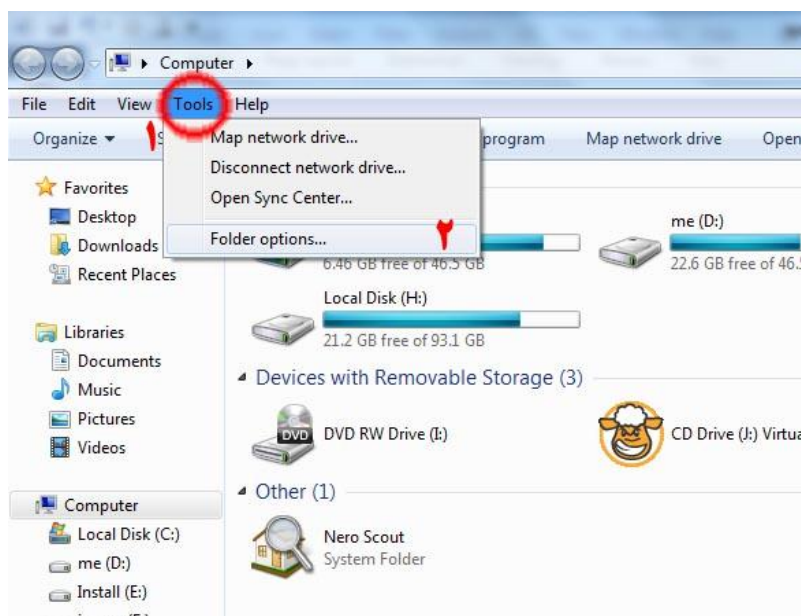 Computer
File Edit View Tools Help
۱
Organize program Map network drive Open
Map network drive...
Disconnect network drive...
Open Sync Center...
Folder options... ۲
Favorites
Desktop
Downloads
Recent Places
Libraries
Documents
Music
Pictures
Videos
Computer
Local Disk (C:)
me (D:)
Install (E:)
6.46 GB free of 46.5 GB
me (D:)
22.6 GB free of 46.5
Local Disk (H:)
21.2 GB free of 93.1 GB
Devices with Removable Storage (3)
DVD
DVD RW Drive (I:)
CD Drive (J:) Virtua
Other (1)
Nero Scout
System Folder